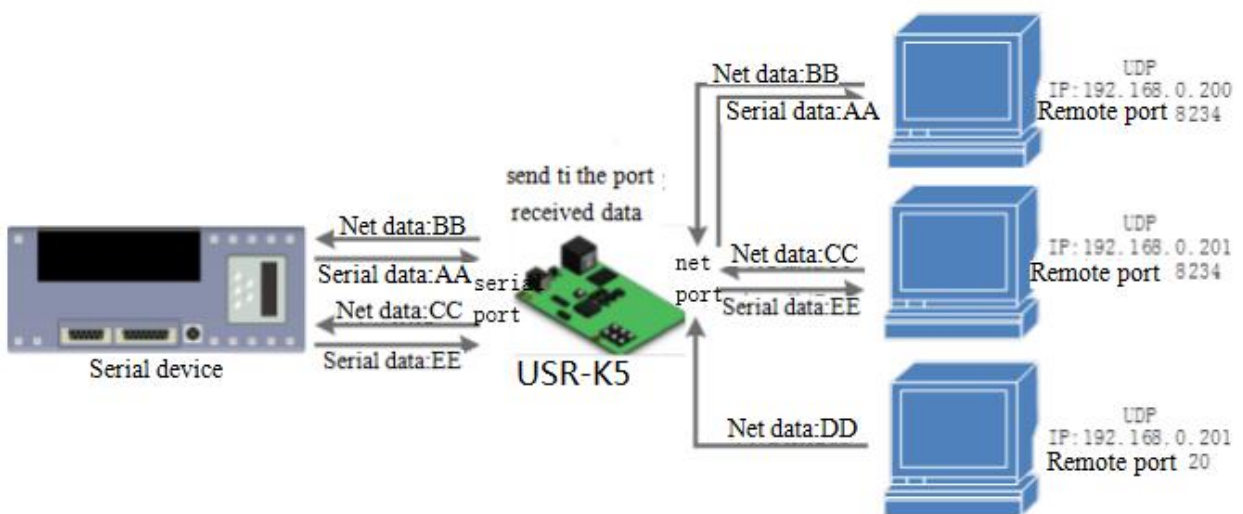 Net data:BB
Serial data:AA
UDP
IP:192.168.0.200
Remote port 8234
send ti the port
received data
Net data:BB
Serial data:AA
Net data:CC
Serial data:EE
serial
port
net
port
Net data:CC
Serial data:EE
UDP
IP:192.168.0.201
Remote port 8234
Serial device
USR-K5
Net data:DD
UDP
IP:192.168.0.201
Remote port 20